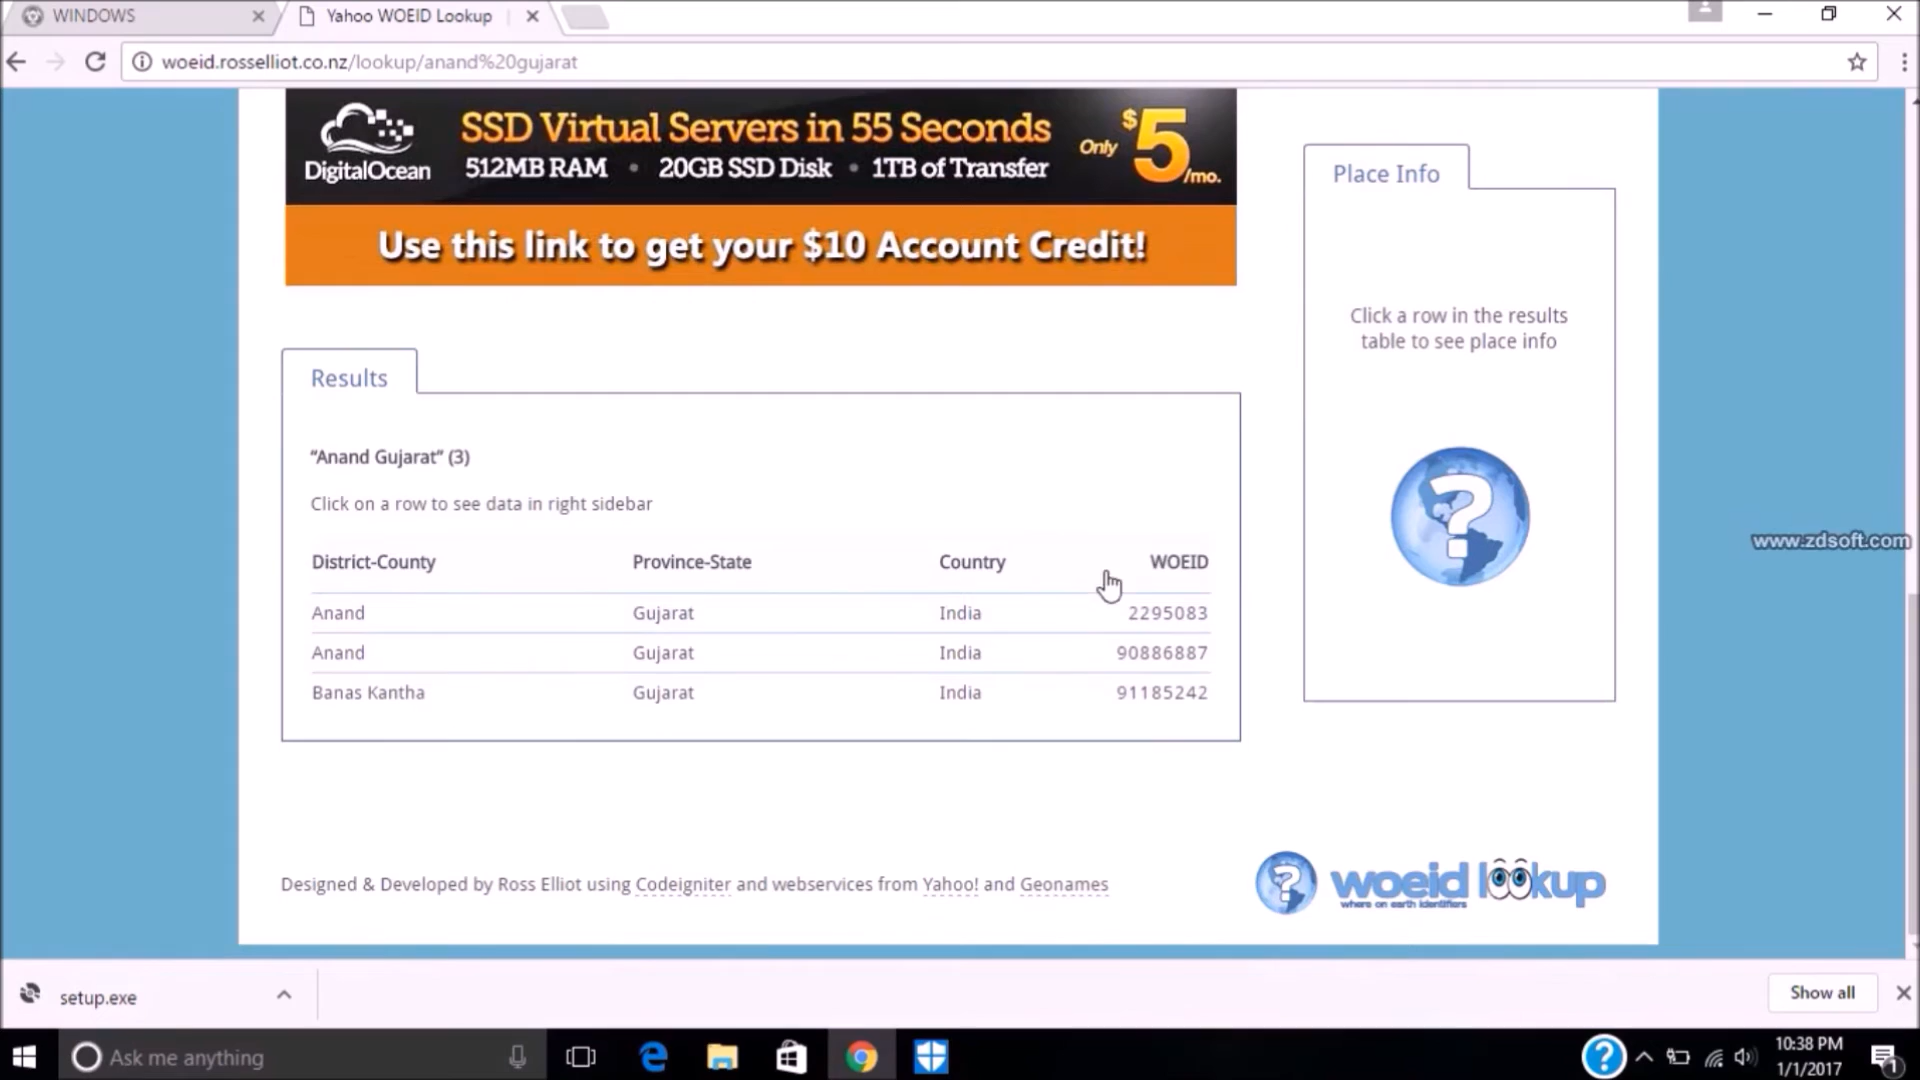 WINDOWS
Yahoo WOEID Lookup
woeid.rosselliot.co.nz/lookup/anand%20gujarat
DigitalOcean
SSD Virtual Servers in 55 Seconds
512MB RAM • 20GB SSD Disk • 1TB of Transfer
Only $5/mo.
Use this link to get your $10 Account Credit!
Place Info
Click a row in the results
table to see place info
Results
“Anand Gujarat” (3)
Click on a row to see data in right sidebar
District-County Province-State Country WOEID
Anand Gujarat India 2295083
Anand Gujarat India 90886887
Banas Kantha Gujarat India 91185242
www.zdsoft.com
Designed & Developed by Ross Elliot using Codeigniter and webservices from Yahoo! and Geonames
woeid lookup
where on earth identifiers
setup.exe
Show all
Ask me anything
10:38 PM
1/1/2017
1